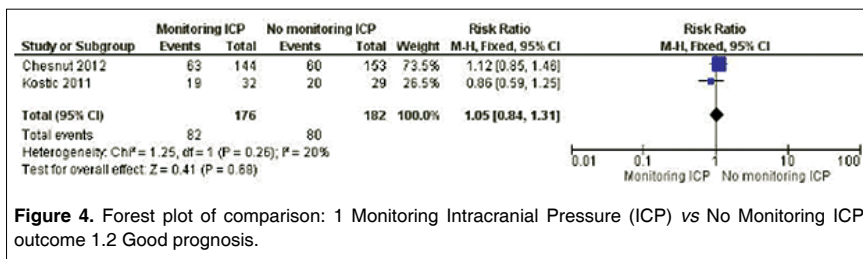 Monitoring ICP No monitoring ICP Risk Ratio Risk Ratio
Study or Subgroup Events Total Events Total Weight M-H, Fixed, 95% CI M-H, Fixed, 95% CI
Chesnut 2012 63 144 60 153 73.5% 1.12 [0.85, 1.46]
Kostic 2011 19 32 20 29 26.5% 0.86 [0.59, 1.25]
Total (95% CI) 176 182 100.0% 1.05 [0.84, 1.31]
Total events 82 80
Heterogeneity: Chi² = 1.25, df = 1 (P = 0.26); I² = 20%
Test for overall effect: Z = 0.41 (P = 0.68)
0.01 0.1 1 10 100
Monitoring ICP No monitoring ICP
Figure 4. Forest plot of comparison: 1 Monitoring Intracranial Pressure (ICP) vs No Monitoring ICP
outcome 1.2 Good prognosis.